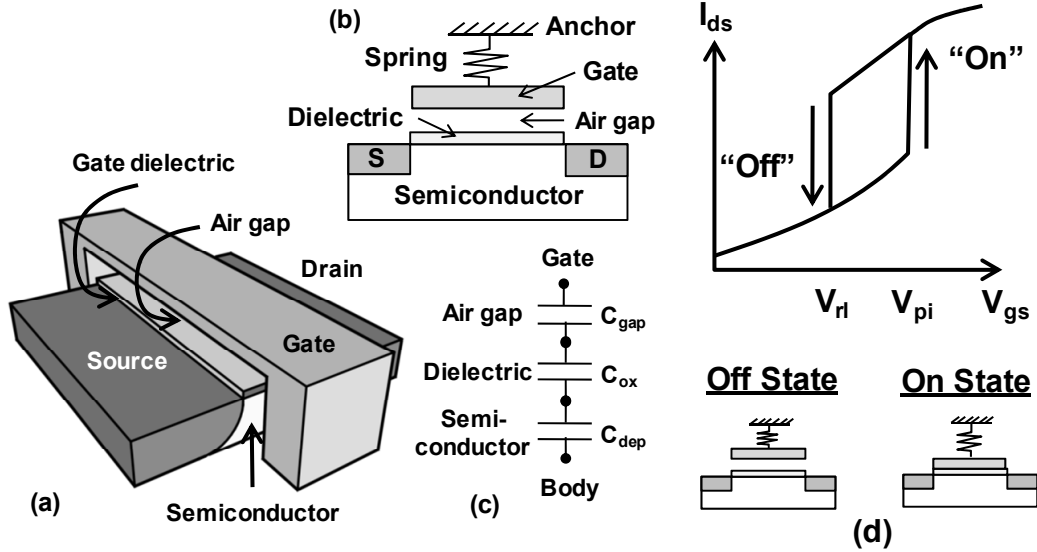 (b)
Anchor
Spring
Gate
Dielectric
Air gap
S
D
Semiconductor
Gate dielectric
Air gap
Drain
Source
Gate
(a)
Semiconductor
Gate
Air gap
C_gap
Dielectric
C_ox
Semi-
conductor
C_dep
Body
(c)
I_ds
"On"
"Off"
V_rl
V_pi
V_gs
Off State
On State
(d)